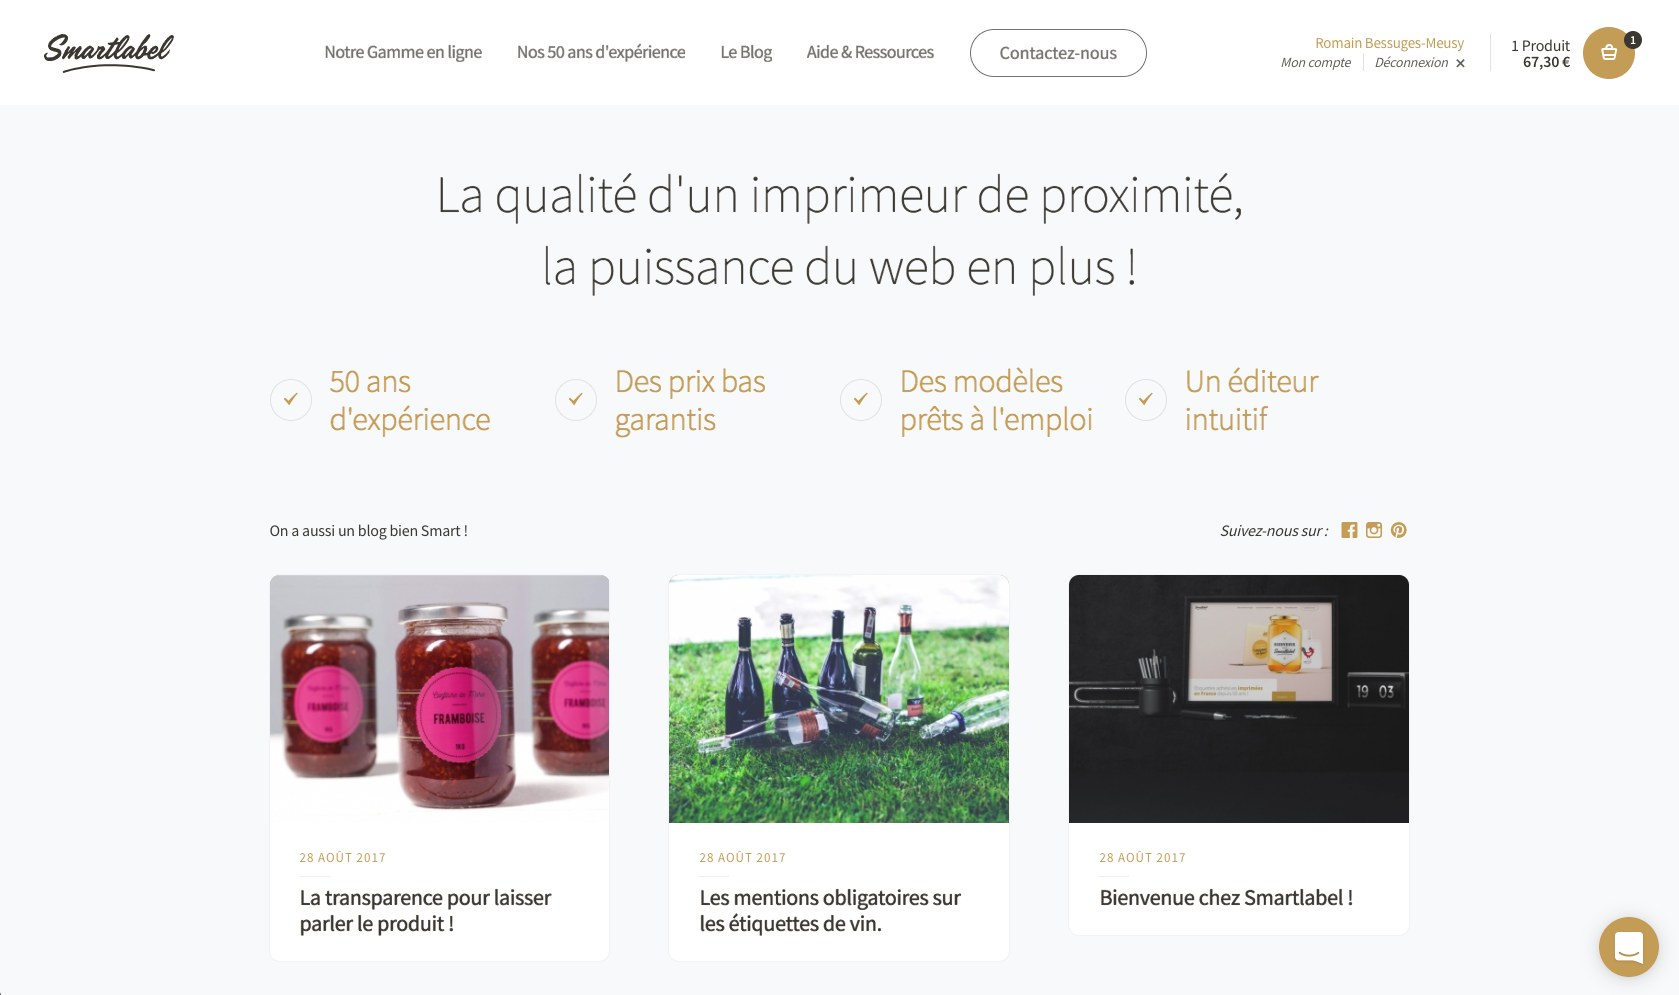 Smartlabel
Notre Gamme en ligne
Nos 50 ans d'expérience
Le Blog
Aide & Ressources
Contactez-nous
Romain Bessuges-Meusy
Mon compte
Déconnexion
1 Produit
67,30 €
1
La qualité d'un imprimeur de proximité,
la puissance du web en plus !
50 ans
d'expérience
Des prix bas
garantis
Des modèles
prêts à l'emploi
Un éditeur
intuitif
On a aussi un blog bien Smart !
Suivez-nous sur :
FRAMBOISE
FRAMBOISE
FRAMBOISE
Smartlabel
19 03
28 AOÛT 2017
La transparence pour laisser
parler le produit !
28 AOÛT 2017
Les mentions obligatoires sur
les étiquettes de vin.
28 AOÛT 2017
Bienvenue chez Smartlabel !